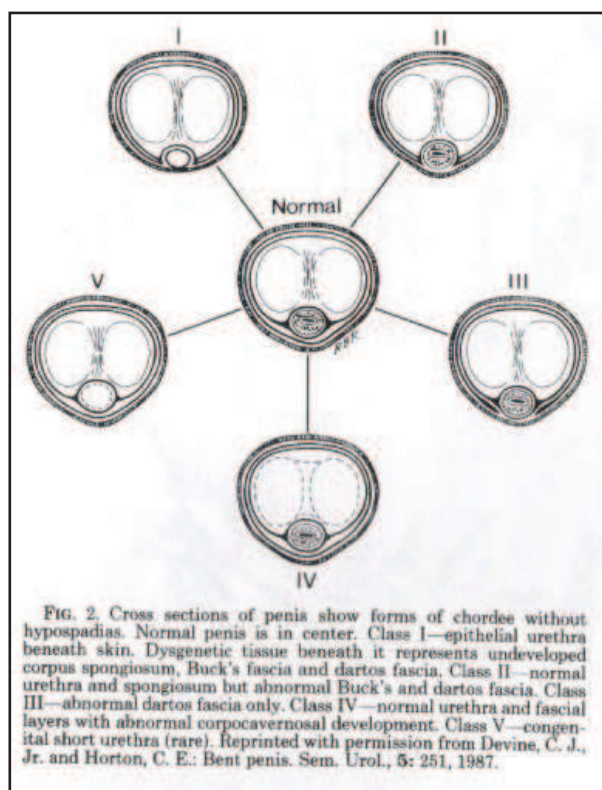 I
II
Normal
V
III
RBK
IV
FIG. 2. Cross sections of penis show forms of chordee without
hypospadias. Normal penis is in center. Class I—epithelial urethra
beneath skin. Dysgenetic tissue beneath it represents undeveloped
corpus spongiosum, Buck's fascia and dartos fascia. Class II—normal
urethra and spongiosum but abnormal Buck's and dartos fascia. Class
III—abnormal dartos fascia only. Class IV—normal urethra and fascial
layers with abnormal corpocavernosal development. Class V—congen-
ital short urethra (rare). Reprinted with permission from Devine, C. J.,
Jr. and Horton, C. E.: Bent penis. Sem. Urol., 5: 251, 1987.